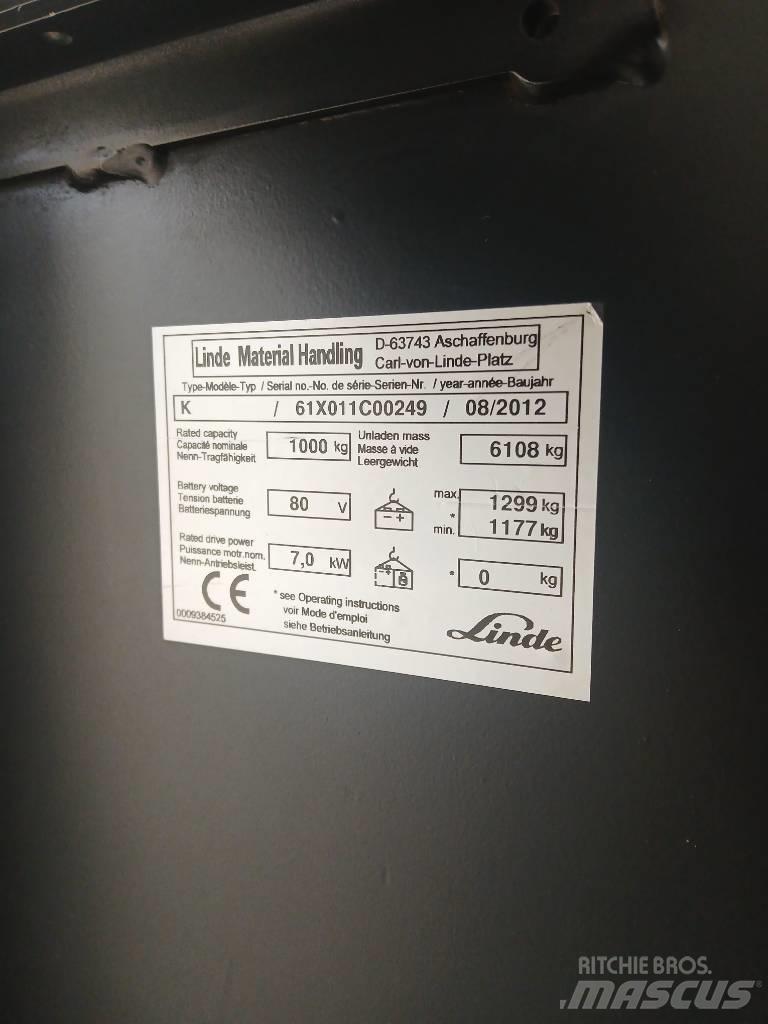 Linde Material Handling
D-63743 Aschaffenburg
Carl-von-Linde-Platz
Type-Modèle-Typ / Serial no.-No. de série-Serien-Nr. / year-année-Baujahr
K / 61X011C00249 / 08/2012
Rated capacity
Capacité nominale
Nenn-Tragfähigkeit
1000 kg
Unladen mass
Masse à vide
Leergewicht
6108 kg
Battery voltage
Tension batterie
Batteriespannung
80 V
- +
max. 1299 kg
*
min. 1177 kg
Rated drive power
Puissance motr.nom.
Nenn-Antriebsleist.
7,0 kW
* 0 kg
CE
0009384525
* see Operating instructions
voir Mode d'emploi
siehe Betriebsanleitung
Linde
RITCHIE BROS.
MASCUS